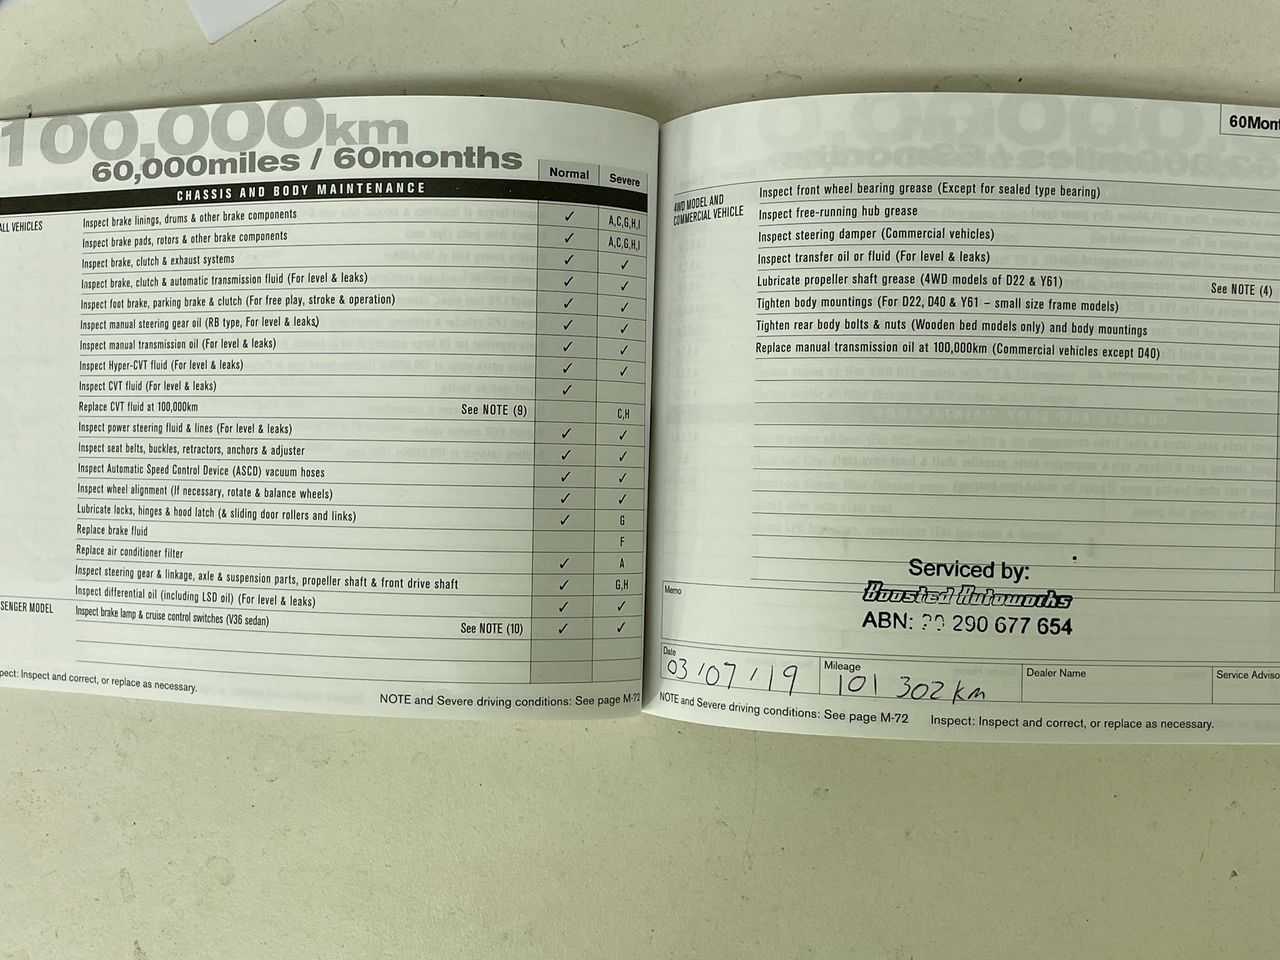 100,000km
60,000miles / 60months
Normal Severe
CHASSIS AND BODY MAINTENANCE
ALL VEHICLES Inspect brake linings, drums & other brake components ✓ A,C,G,H,I
Inspect brake pads, rotors & other brake components ✓ A,C,G,H,I
Inspect brake, clutch & exhaust systems ✓ ✓
Inspect brake, clutch & automatic transmission fluid (For level & leaks) ✓ ✓
Inspect foot brake, parking brake & clutch (For free play, stroke & operation) ✓ ✓
Inspect manual steering gear oil (RB type, For level & leaks) ✓ ✓
Inspect manual transmission oil (For level & leaks) ✓ ✓
Inspect Hyper-CVT fluid (For level & leaks) ✓ ✓
Inspect CVT fluid (For level & leaks) ✓
Replace CVT fluid at 100,000km See NOTE (9) C,H
Inspect power steering fluid & lines (For level & leaks) ✓ ✓
Inspect seat belts, buckles, retractors, anchors & adjuster ✓ ✓
Inspect Automatic Speed Control Device (ASCD) vacuum hoses ✓ ✓
Inspect wheel alignment (If necessary, rotate & balance wheels) ✓ ✓
Lubricate locks, hinges & hood latch (& sliding door rollers and links) ✓ G
Replace brake fluid F
Replace air conditioner filter ✓ A
Inspect steering gear & linkage, axle & suspension parts, propeller shaft & front drive shaft ✓ G,H
Inspect differential oil (including LSD oil) (For level & leaks) ✓ ✓
SENGER MODEL Inspect brake lamp & cruise control switches (V36 sedan) See NOTE (10) ✓ ✓
pect: Inspect and correct, or replace as necessary.
NOTE and Severe driving conditions: See page M-72
60Mont
4WD MODEL AND
COMMERCIAL VEHICLE
Inspect front wheel bearing grease (Except for sealed type bearing)
Inspect free-running hub grease
Inspect steering damper (Commercial vehicles)
Inspect transfer oil or fluid (For level & leaks)
Lubricate propeller shaft grease (4WD models of D22 & Y61) See NOTE (4)
Tighten body mountings (For D22, D40 & Y61 – small size frame models)
Tighten rear body bolts & nuts (Wooden bed models only) and body mountings
Replace manual transmission oil at 100,000km (Commercial vehicles except D40)
Serviced by:
Memo
Boosted Autoworks
ABN: 290 677 654
Date Mileage Dealer Name Service Adviso
03/07/19 101 302 km
NOTE and Severe driving conditions: See page M-72 Inspect: Inspect and correct, or replace as necessary.